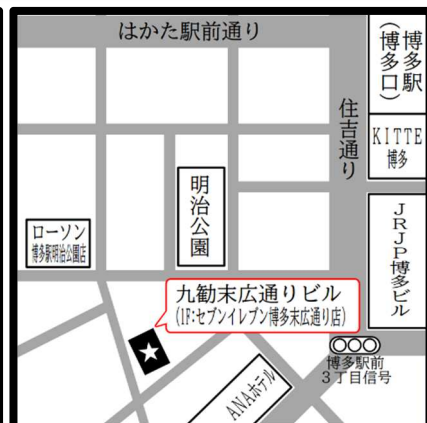 はかた駅前通り
博多駅
(博多口)
住吉通り
KITTE
博多
明治公園
ローソン
博多駅明治公園店
JRJP博多ビル
九勧末広通りビル
(1F:セブンイレブン博多末広通り店)
博多駅前
3丁目信号
ANAホテル